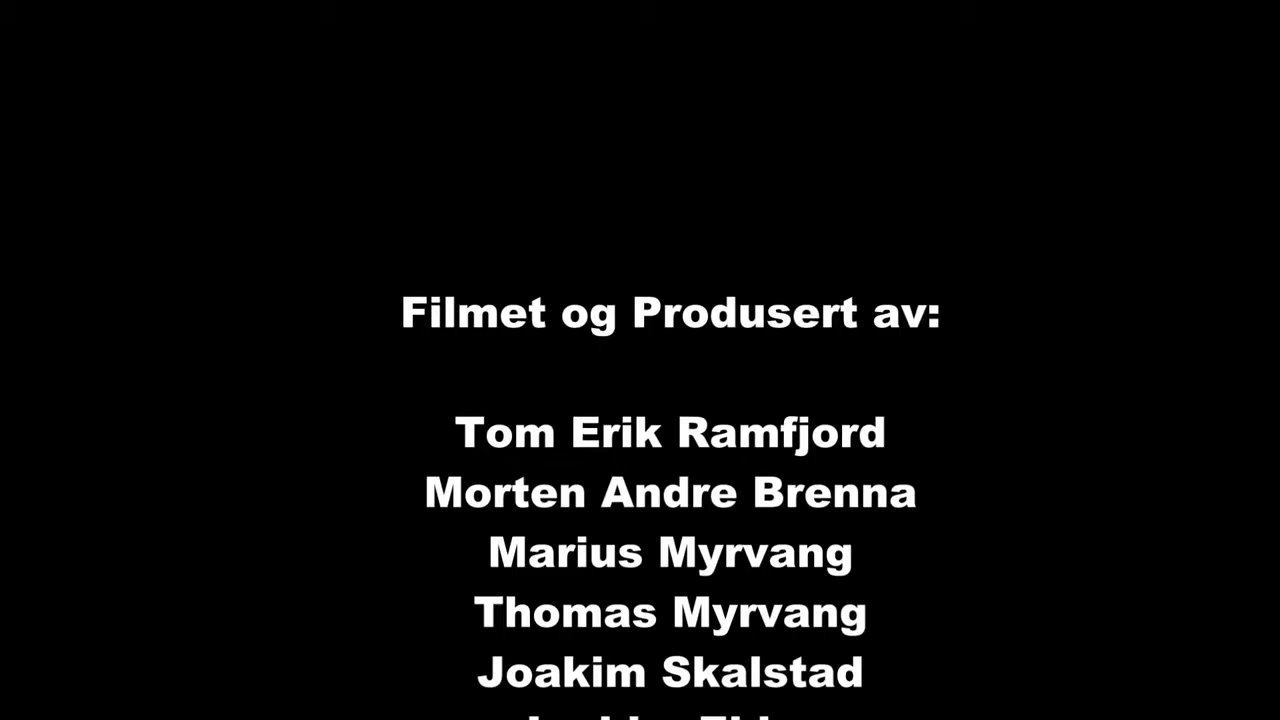 Filmet og Produsert av:
Tom Erik Ramfjord
Morten Andre Brenna
Marius Myrvang
Thomas Myrvang
Joakim Skalstad